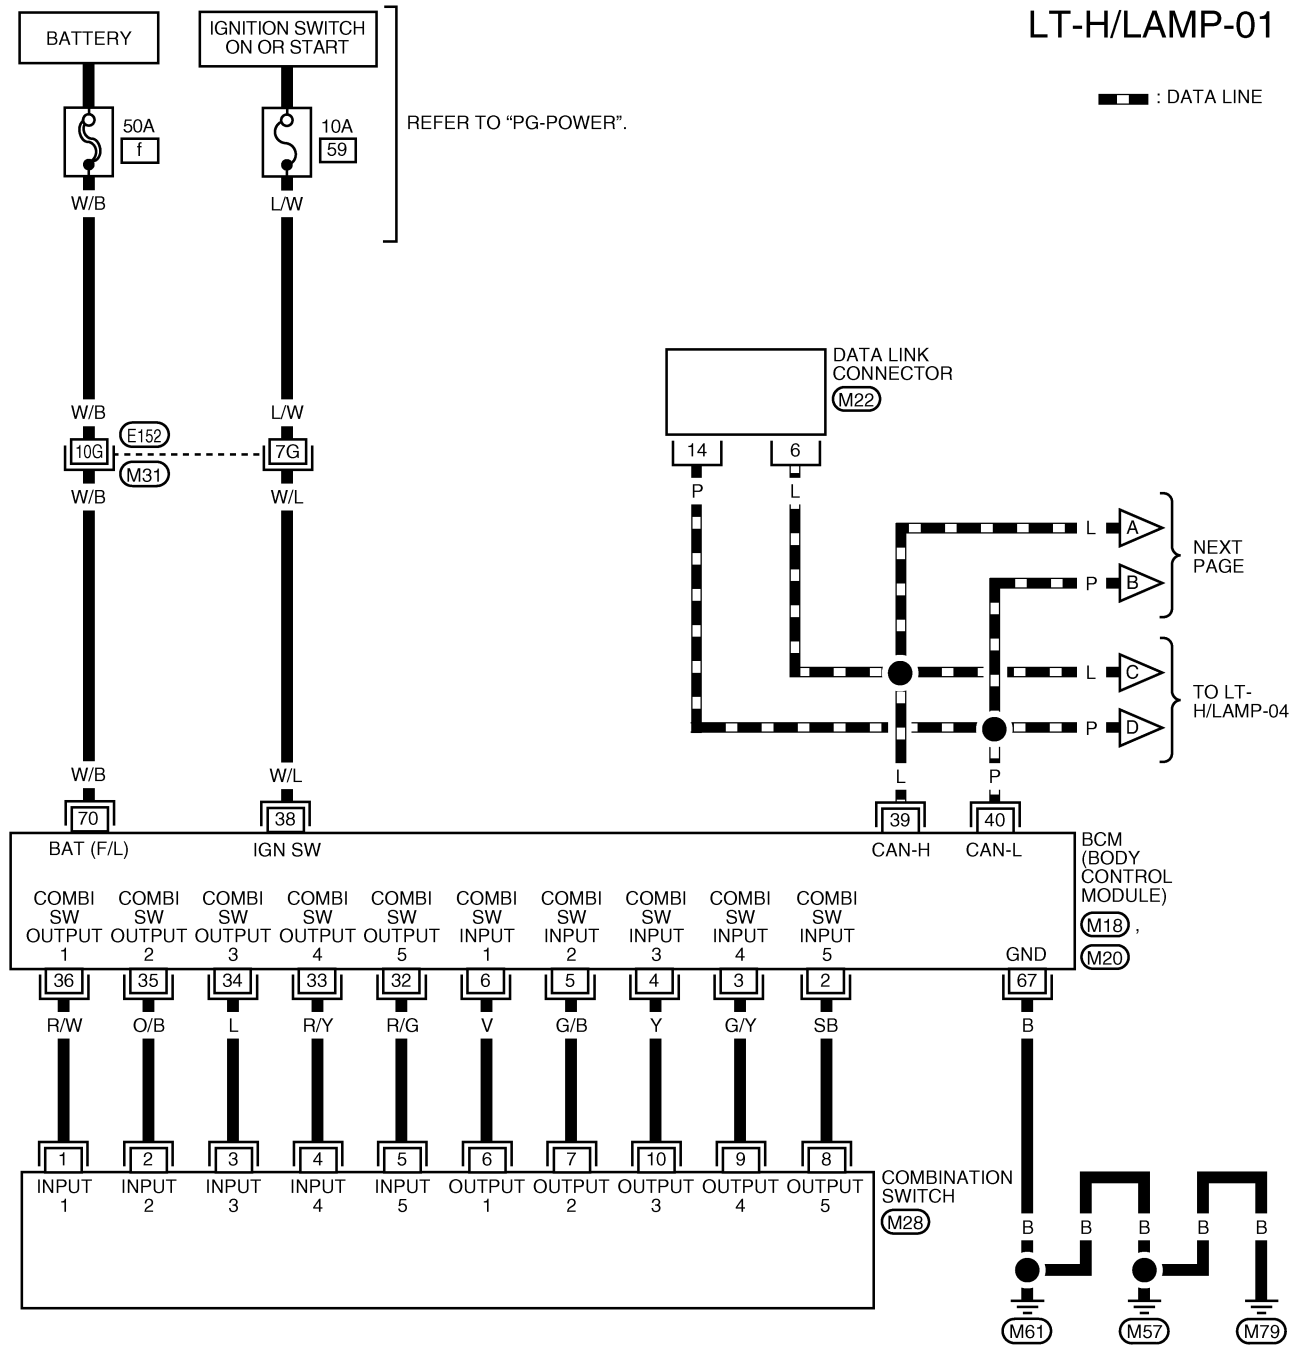 LT-H/LAMP-01
BATTERY
IGNITION SWITCH
ON OR START
: DATA LINE
50A
f
10A
59
REFER TO “PG-POWER”.
W/B
L/W
W/B
L/W
10G
E152
M31
7G
W/B
W/L
DATA LINK
CONNECTOR
M22
14
6
P
L
L
A
P
B
NEXT
PAGE
L
C
P
D
TO LT-
H/LAMP-04
W/B
W/L
L
P
70
38
39
40
BAT (F/L)
IGN SW
CAN-H
CAN-L
BCM
(BODY
CONTROL
MODULE)
M18 ,
M20
COMBI
SW
OUTPUT
1
COMBI
SW
OUTPUT
2
COMBI
SW
OUTPUT
3
COMBI
SW
OUTPUT
4
COMBI
SW
OUTPUT
5
COMBI
SW
INPUT
1
COMBI
SW
INPUT
2
COMBI
SW
INPUT
3
COMBI
SW
INPUT
4
COMBI
SW
INPUT
5
GND
36
35
34
33
32
6
5
4
3
2
67
R/W
O/B
L
R/Y
R/G
V
G/B
Y
G/Y
SB
B
1
2
3
4
5
6
7
10
9
8
INPUT
1
INPUT
2
INPUT
3
INPUT
4
INPUT
5
OUTPUT
1
OUTPUT
2
OUTPUT
3
OUTPUT
4
OUTPUT
5
COMBINATION
SWITCH
M28
B
B
B
B
B
M61
M57
M79